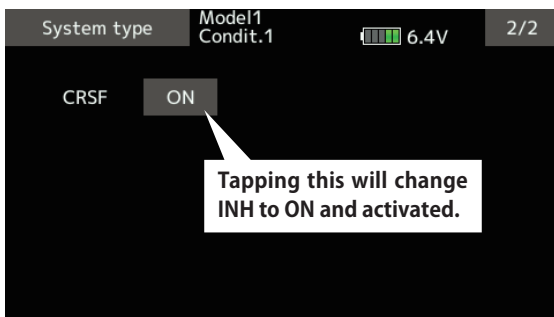 System type
Model1
Condit.1
6.4V
2/2
CRSF ON
Tapping this will change
INH to ON and activated.